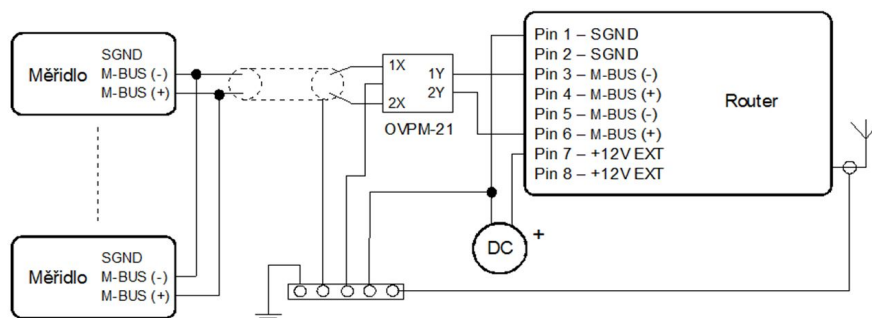 SGND
Měřidlo M-BUS (-)
M-BUS (+)
1X
2X
1Y
2Y
OVPM-21
Pin 1 – SGND
Pin 2 – SGND
Pin 3 – M-BUS (-)
Pin 4 – M-BUS (+)
Pin 5 – M-BUS (-)
Pin 6 – M-BUS (+)
Pin 7 – +12V EXT
Pin 8 – +12V EXT
Router
DC +
SGND
Měřidlo M-BUS (-)
M-BUS (+)